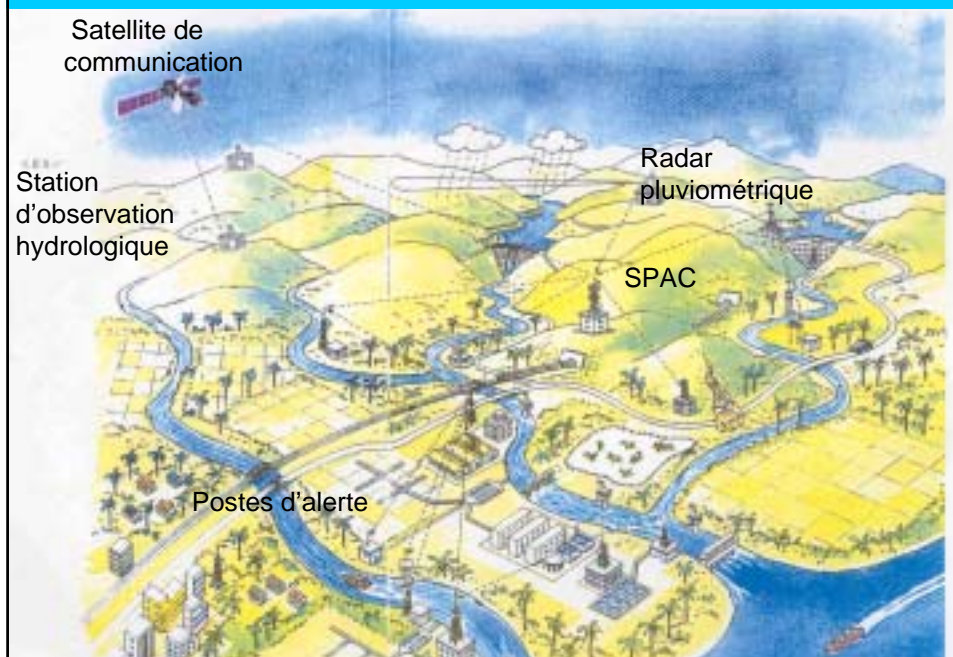 Satellite de
communication
Station
d’observation
hydrologique
Radar
pluviométrique
SPAC
Postes d’alerte